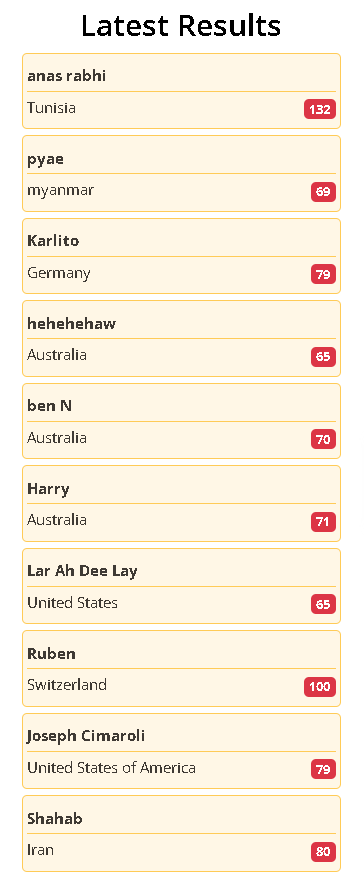 Latest Results
anas rabhi
Tunisia 132
pyae
myanmar 69
Karlito
Germany 79
hehehehaw
Australia 65
ben N
Australia 70
Harry
Australia 71
Lar Ah Dee Lay
United States 65
Ruben
Switzerland 100
Joseph Cimaroli
United States of America 79
Shahab
Iran 80